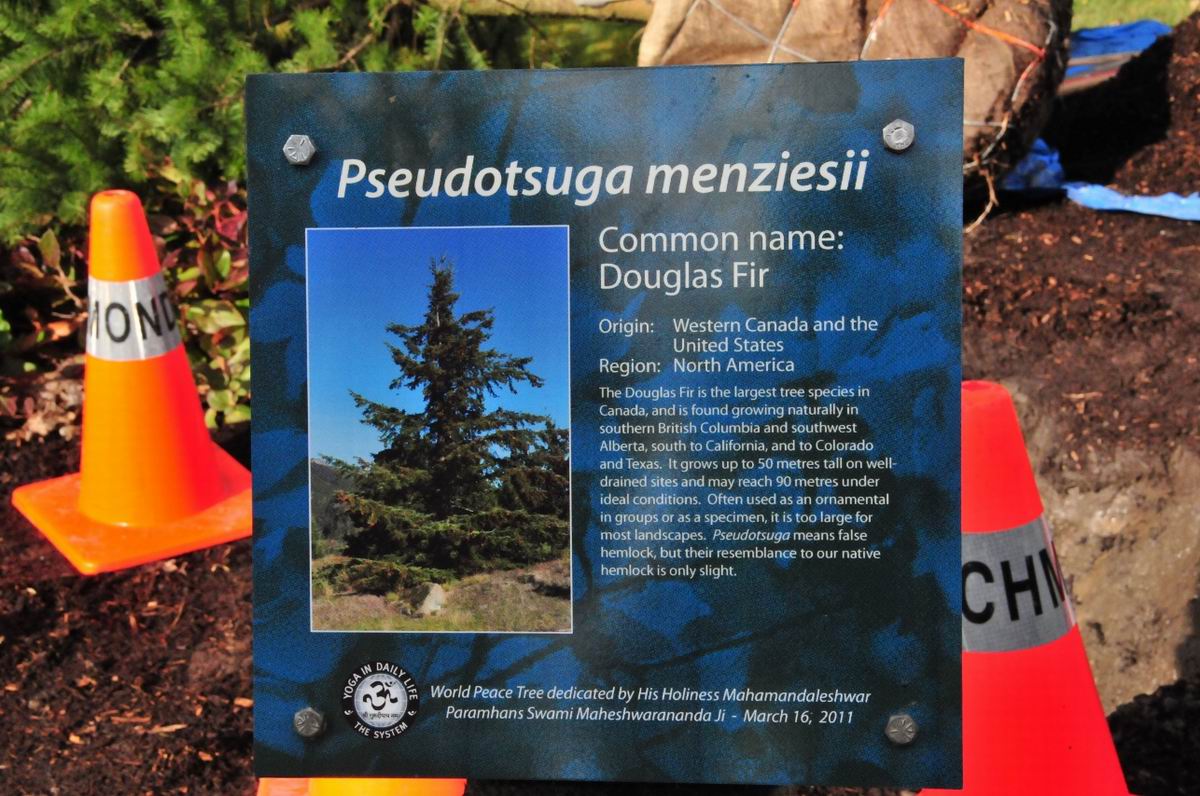 Pseudotsuga menziesii
Common name:
Douglas Fir
Origin: Western Canada and the
United States
Region: North America
The Douglas Fir is the largest tree species in
Canada, and is found growing naturally in
southern British Columbia and southwest
Alberta, south to California, and to Colorado
and Texas. It grows up to 50 metres tall on well-
drained sites and may reach 90 metres under
ideal conditions. Often used as an ornamental
in groups or as a specimen, it is too large for
most landscapes. Pseudotsuga means false
hemlock, but their resemblance to our native
hemlock is only slight.
YOGA IN DAILY LIFE
ॐ
THE SYSTEM
World Peace Tree dedicated by His Holiness Mahamandaleshwar
Paramhans Swami Maheshwarananda Ji - March 16, 2011
MOND
CHM